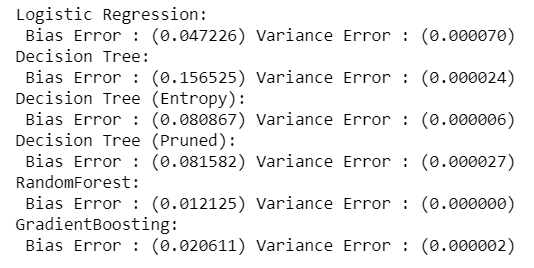 Logistic Regression:
Bias Error : (0.047226) Variance Error : (0.000070)
Decision Tree:
Bias Error : (0.156525) Variance Error : (0.000024)
Decision Tree (Entropy):
Bias Error : (0.080867) Variance Error : (0.000006)
Decision Tree (Pruned):
Bias Error : (0.081582) Variance Error : (0.000027)
RandomForest:
Bias Error : (0.012125) Variance Error : (0.000000)
GradientBoosting:
Bias Error : (0.020611) Variance Error : (0.000002)